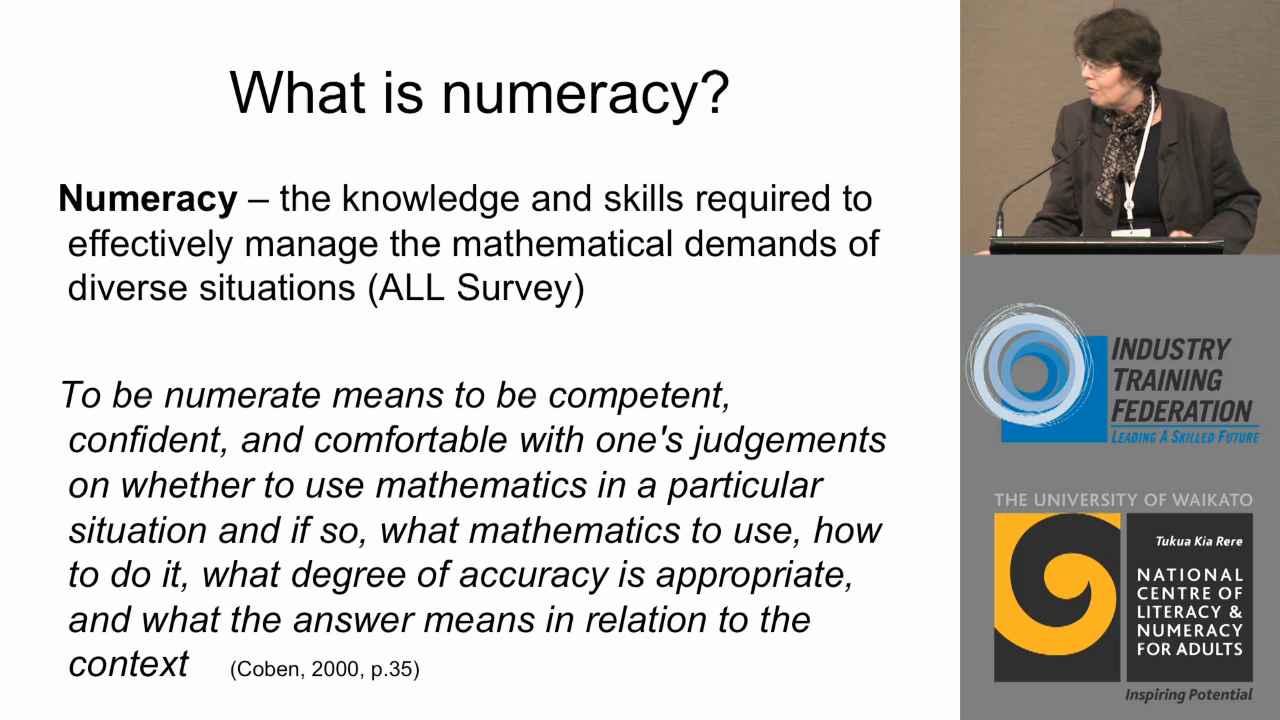 What is numeracy?
Numeracy – the knowledge and skills required to
effectively manage the mathematical demands of
diverse situations (ALL Survey)
To be numerate means to be competent,
confident, and comfortable with one's judgements
on whether to use mathematics in a particular
situation and if so, what mathematics to use, how
to do it, what degree of accuracy is appropriate,
and what the answer means in relation to the
context (Coben, 2000, p.35)
INDUSTRY
TRAINING
FEDERATION
LEADING A SKILLED FUTURE
THE UNIVERSITY OF WAIKATO
Tukua Kia Rere
NATIONAL
CENTRE OF
LITERACY &
NUMERACY
FOR ADULTS
Inspiring Potential